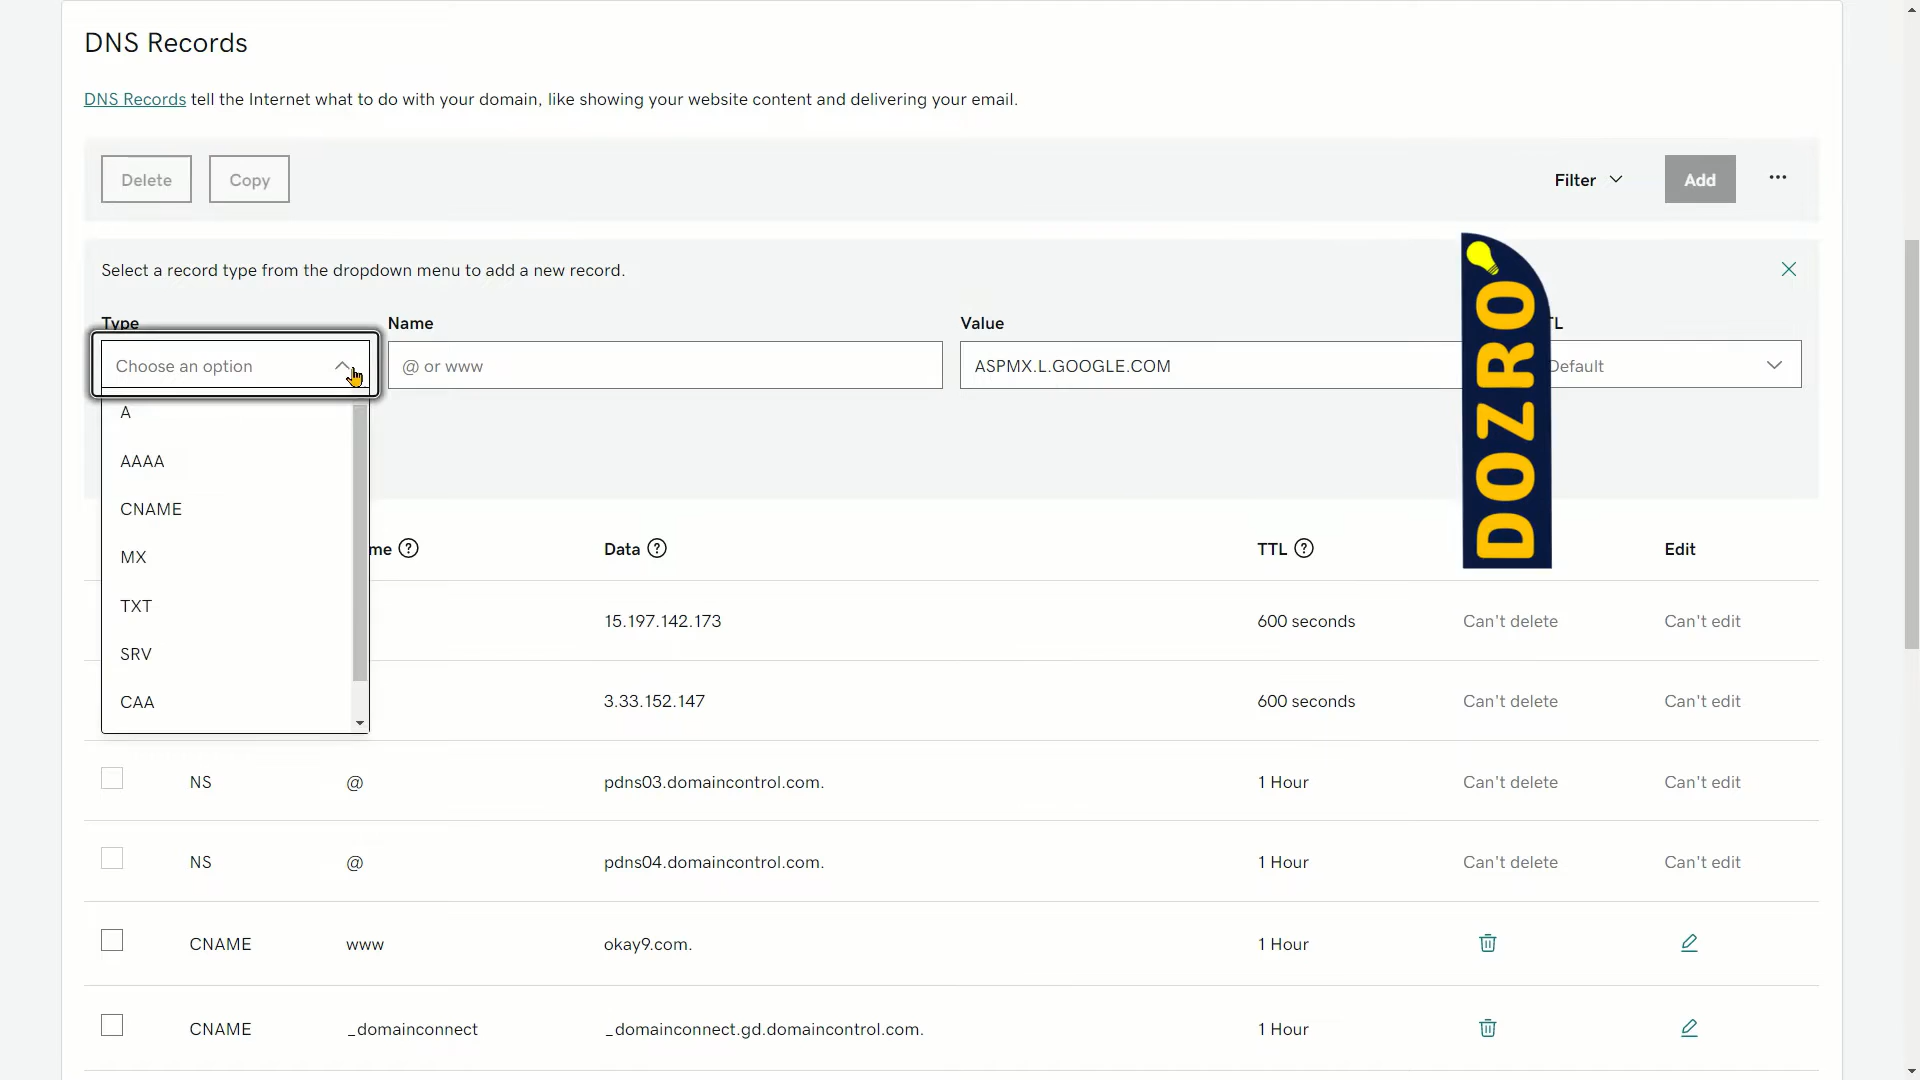 DNS Records
DNS Records tell the Internet what to do with your domain, like showing your website content and delivering your email.
Delete Copy Filter Add ...
Select a record type from the dropdown menu to add a new record.
Type Name Value TL
Choose an option @ or www ASPMX.L.GOOGLE.COM Default
A
AAAA
CNAME
MX
TXT
SRV
CAA
DOZRO
me ? Data ? TTL ? Edit
15.197.142.173 600 seconds Can't delete Can't edit
3.33.152.147 600 seconds Can't delete Can't edit
NS @ pdns03.domaincontrol.com. 1 Hour Can't delete Can't edit
NS @ pdns04.domaincontrol.com. 1 Hour Can't delete Can't edit
CNAME www okay9.com. 1 Hour
CNAME _domainconnect _domainconnect.gd.domaincontrol.com. 1 Hour